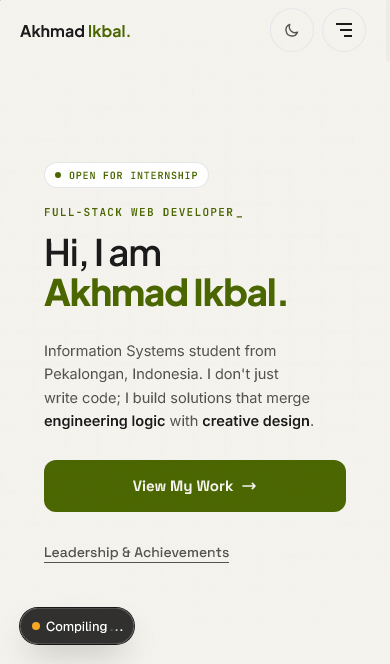 Akhmad Ikbal.
OPEN FOR INTERNSHIP
FULL-STACK WEB DEVELOPER_
Hi, I am
Akhmad Ikbal.
Information Systems student from
Pekalongan, Indonesia. I don't just
write code; I build solutions that merge
engineering logic with creative design.
View My Work →
Leadership & Achievements
Compiling ...